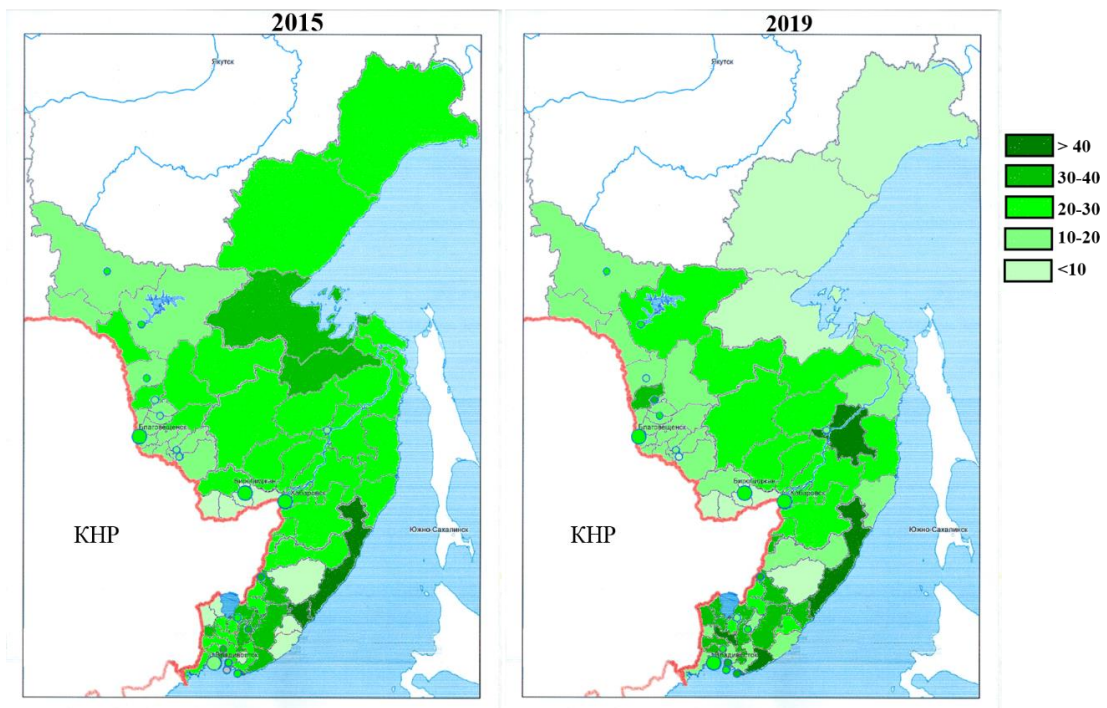 2015
2019
Якутск
Якутск
> 40
30-40
20-30
10-20
<10
Благовещенск
Благовещенск
Биробиджан
Биробиджан
Хабаровск
Хабаровск
КНР
КНР
Южно-Сахалинск
Южно-Сахалинск
Владивосток
Владивосток